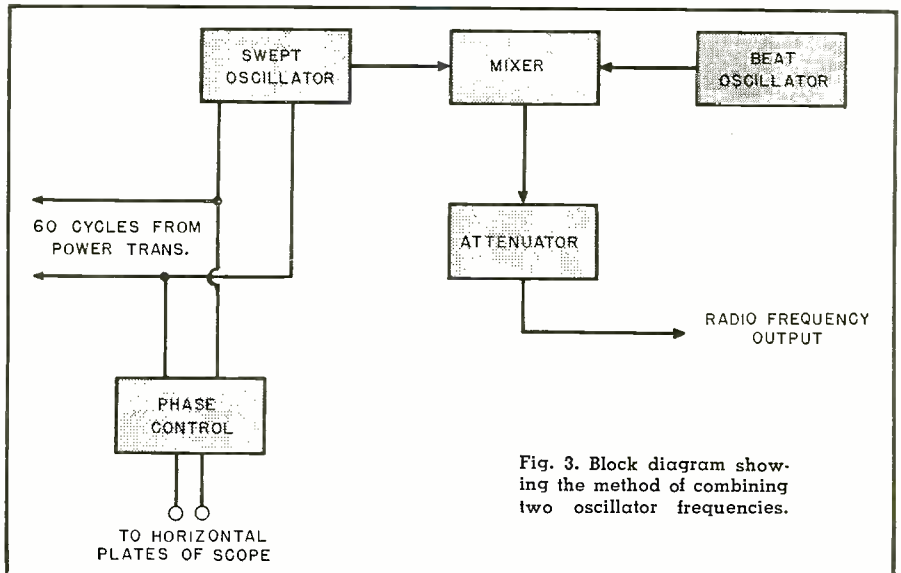 SWEPT
OSCILLATOR
MIXER
BEAT
OSCILLATOR
60 CYCLES FROM
POWER TRANS.
ATTENUATOR
RADIO FREQUENCY
OUTPUT
PHASE
CONTROL
TO HORIZONTAL
PLATES OF SCOPE
Fig. 3. Block diagram show-
ing the method of combining
two oscillator frequencies.